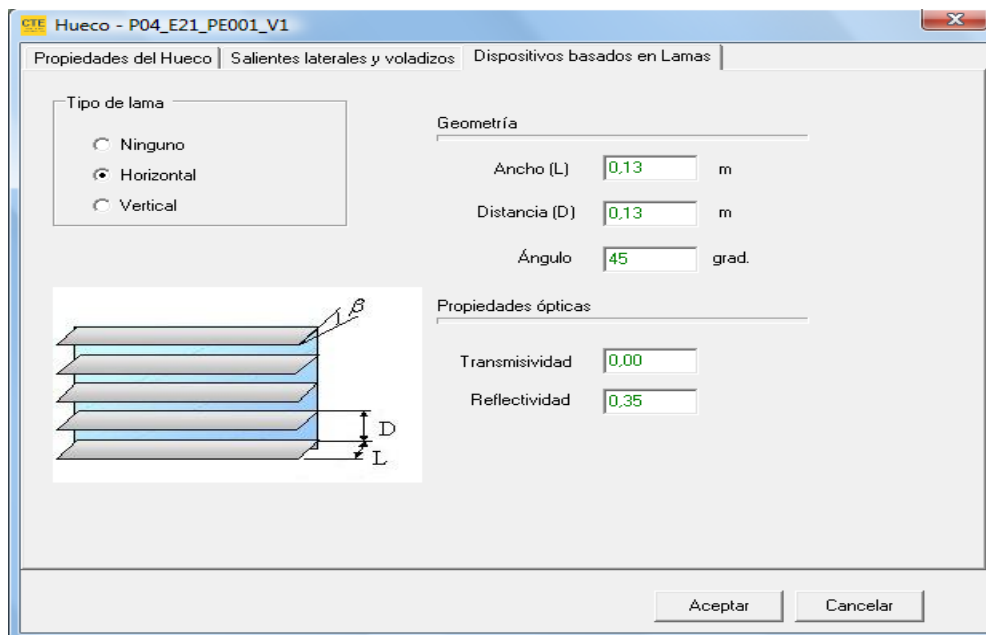 CTE Hueco - P04_E21_PE001_V1
Propiedades del Hueco Salientes laterales y voladizos Dispositivos basados en Lamas
Tipo de lama
Ninguno
Horizontal
Vertical
Geometría
Ancho (L) 0,13 m
Distancia (D) 0,13 m
Ángulo 45 grad.
β
D
L
Propiedades ópticas
Transmisividad 0,00
Reflectividad 0,35
Aceptar Cancelar